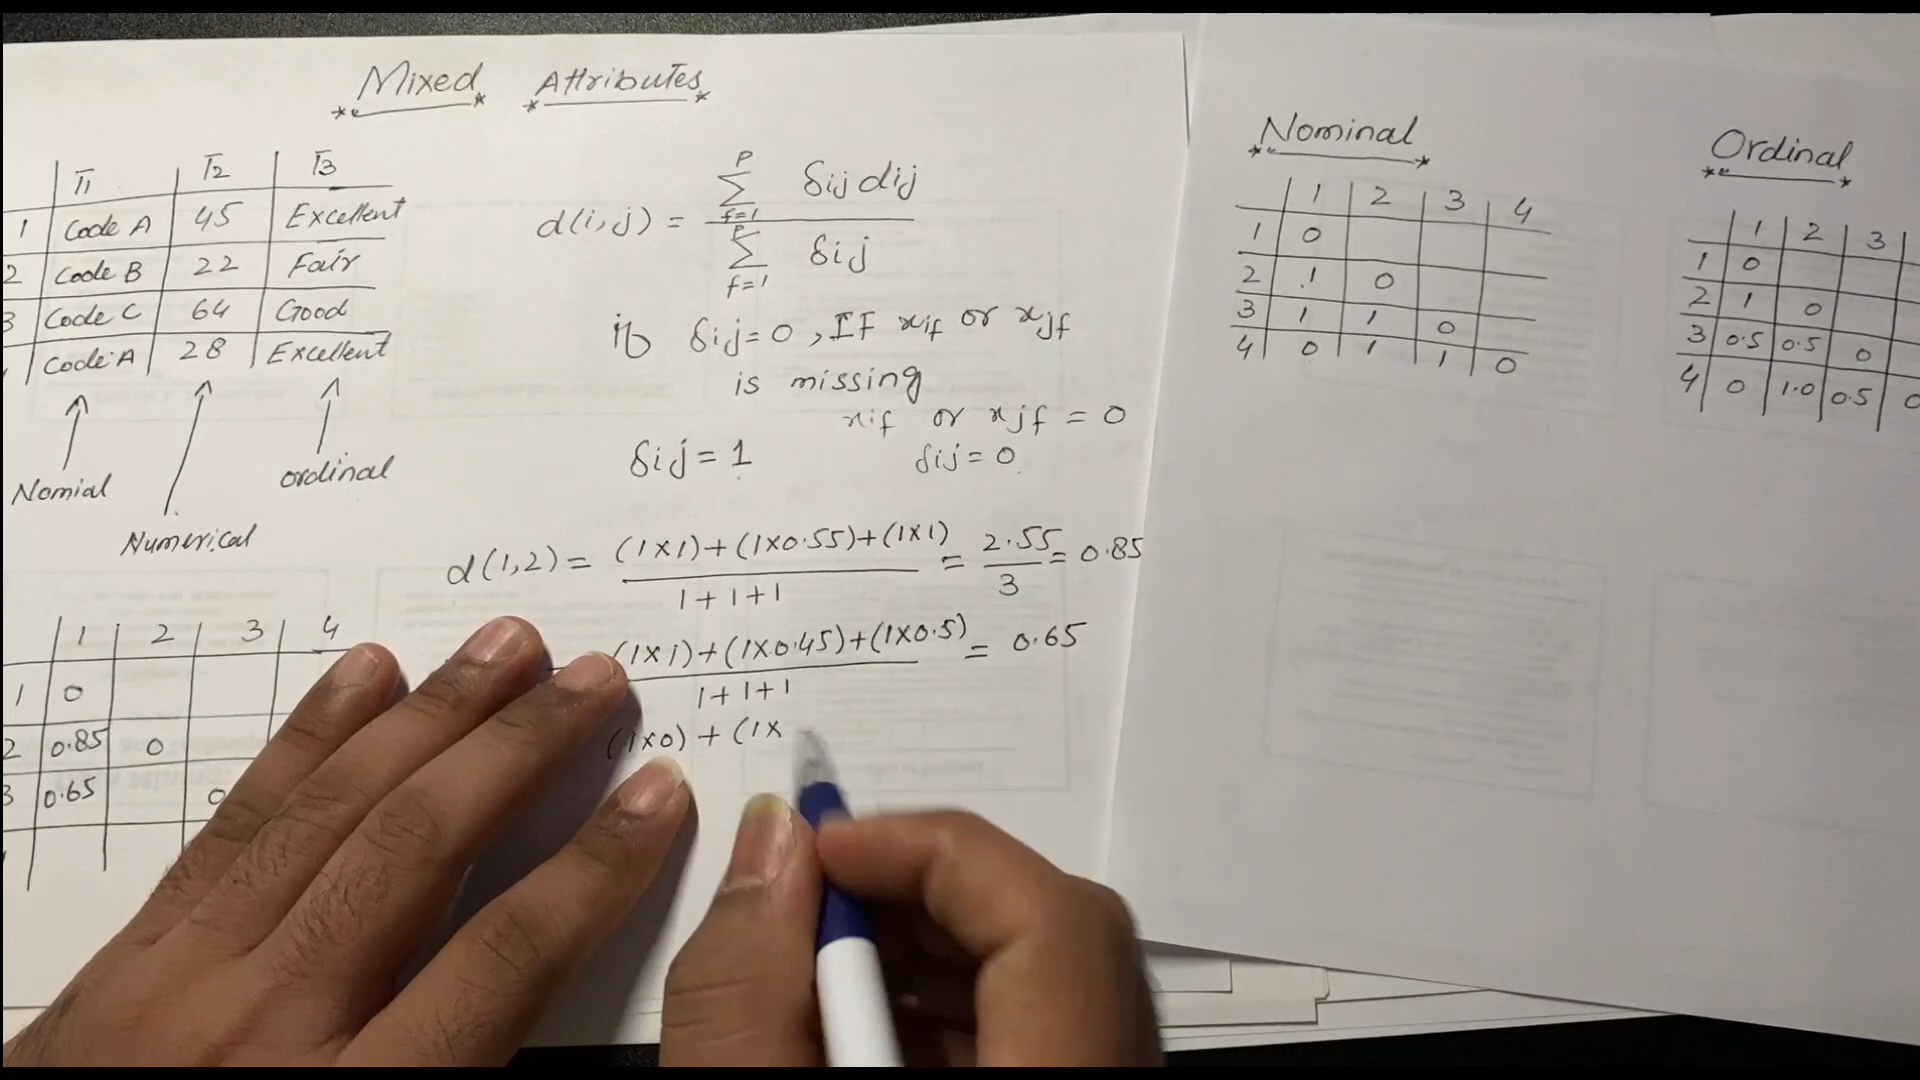 Mixed Attributes
T1 T2 T3
1 Code A 45 Excellent
2 Code B 22 Fair
3 Code C 64 Good
Code A 28 Excellent
Nomial
Numerical
ordinal
d(i,j) = Σ p f=1 δij dij / Σ p f=1 δij
δij=0, IF xif or xjf
is missing
xif or xjf = 0
δij = 1 δij = 0
d(1,2) = (1×1)+(1×0.55)+(1×1) / 1+1+1 = 2.55 / 3 = 0.85
(1×1)+(1×0.45)+(1×0.5) / 1+1+1 = 0.65
(1×0)+(1×
1 2 3 4
1 0
2 0.85 0
3 0.65 0
Nominal
1 2 3 4
1 0
2 1 0
3 1 1 0
4 0 1 1 0
Ordinal
1 2 3
1 0
2 1 0
3 0.5 0.5 0
4 0 1.0 0.5 0